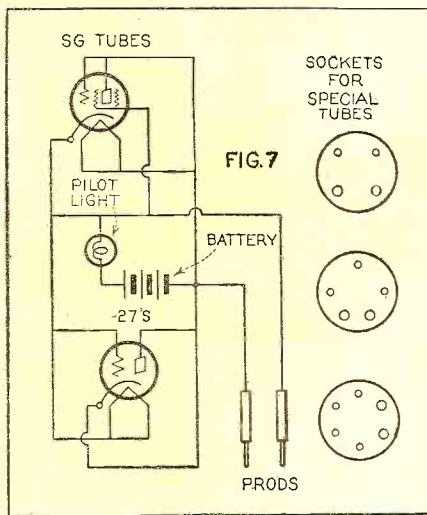 SG TUBES
SOCKETS
FOR
SPECIAL
TUBES
FIG.7
PILOT
LIGHT
BATTERY
-27'S
PRODS